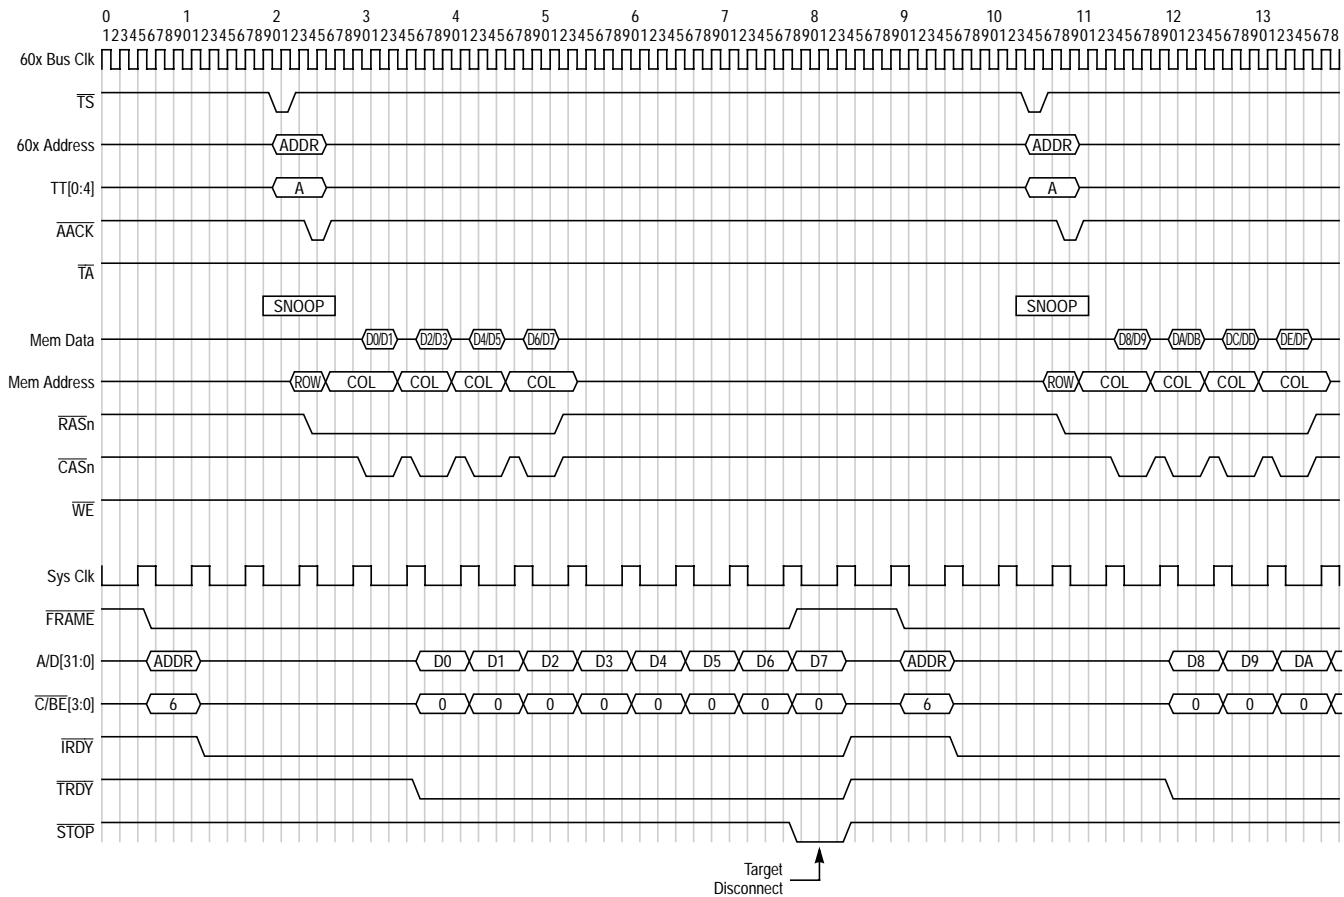 0 1 2 3 4 5 6 7 8 9 10 11 12 13
123456789012345678901234567890123456789012345678901234567890123456789012345678901234567890123456789012345678901234567890123456789012345678
60x Bus Clk
TS
60x Address ADDR ADDR
TT[0:4] A A
AACK
TA
SNOOP SNOOP
Mem Data D0/D1 D2/D3 D4/D5 D6/D7 D8/D9 DA/DB DC/DD DE/DF
Mem Address ROW COL COL COL COL ROW COL COL COL COL
RASn
CASn
WE
Sys Clk
FRAME
A/D[31:0] ADDR D0 D1 D2 D3 D4 D5 D6 D7 ADDR D8 D9 DA
C/BE[3:0] 6 0 0 0 0 0 0 0 0 6 0 0 0
IRDY
TRDY
STOP
Target
Disconnect